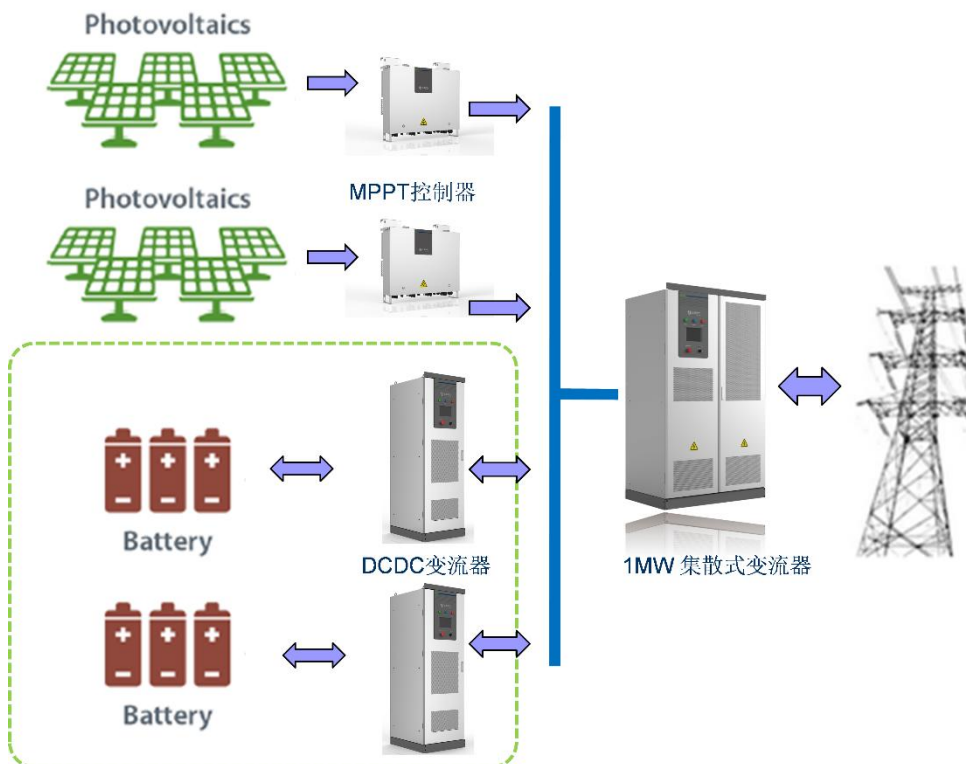 Photovoltaics
MPPT控制器
Photovoltaics
Battery
DCDC变流器
1MW 集散式变流器
Battery